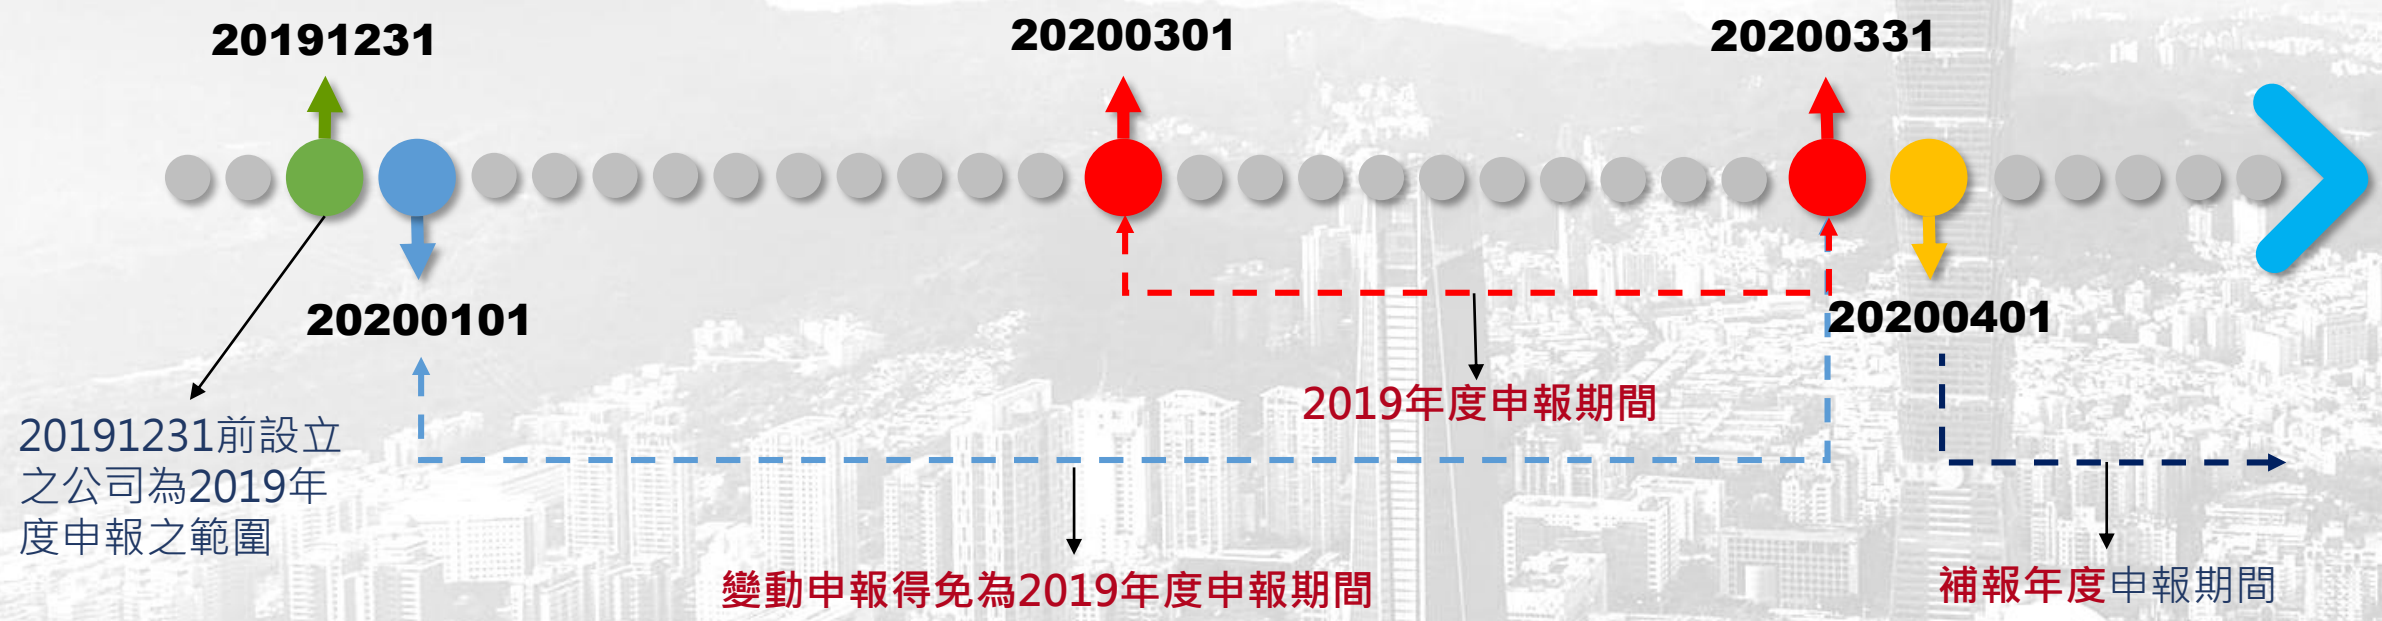 20191231
20200301
20200331
20200101
20200401
2019年度申報期間
20191231前設立
之公司為2019年
度申報之範圍
變動申報得免為2019年度申報期間
補報年度申報期間